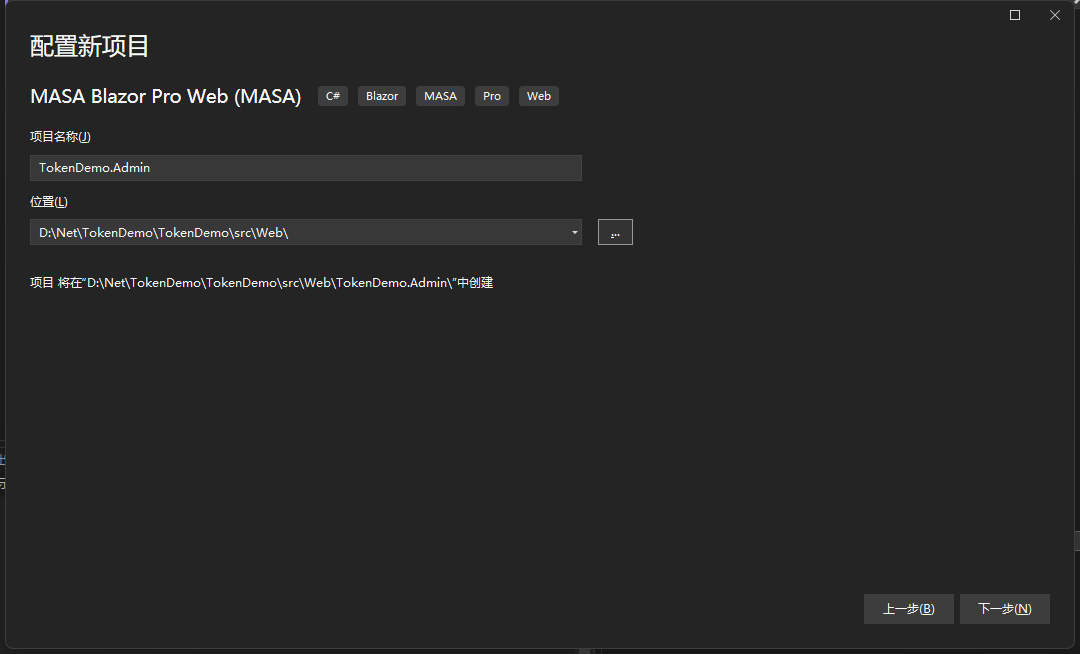 配置新项目
MASA Blazor Pro Web (MASA) C# Blazor MASA Pro Web
项目名称(J)
TokenDemo.Admin
位置(L)
D:\Net\TokenDemo\TokenDemo\src\Web\
...
项目 将在"D:\Net\TokenDemo\TokenDemo\src\Web\TokenDemo.Admin\"中创建
上一步(B) 下一步(N)